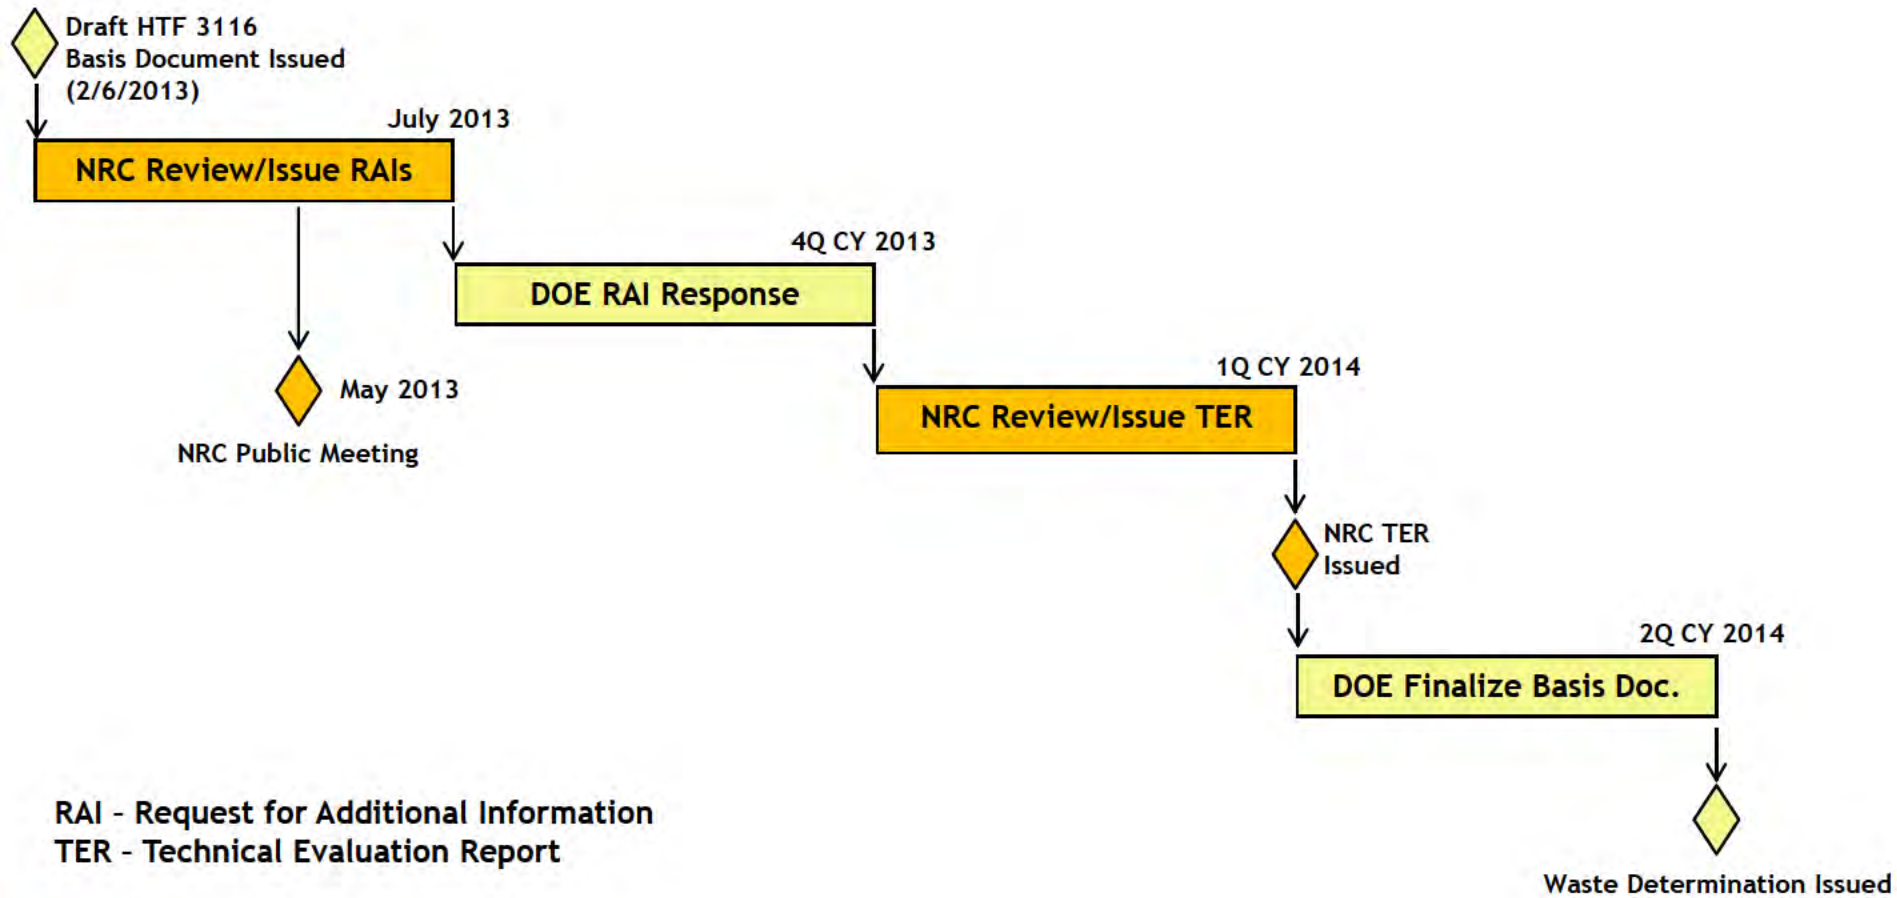 Draft HTF 3116
Basis Document Issued
(2/6/2013)
July 2013
NRC Review/Issue RAIs
4Q CY 2013
DOE RAI Response
1Q CY 2014
NRC Review/Issue TER
May 2013
NRC Public Meeting
NRC TER
Issued
2Q CY 2014
DOE Finalize Basis Doc.
RAI – Request for Additional Information
TER – Technical Evaluation Report
Waste Determination Issued